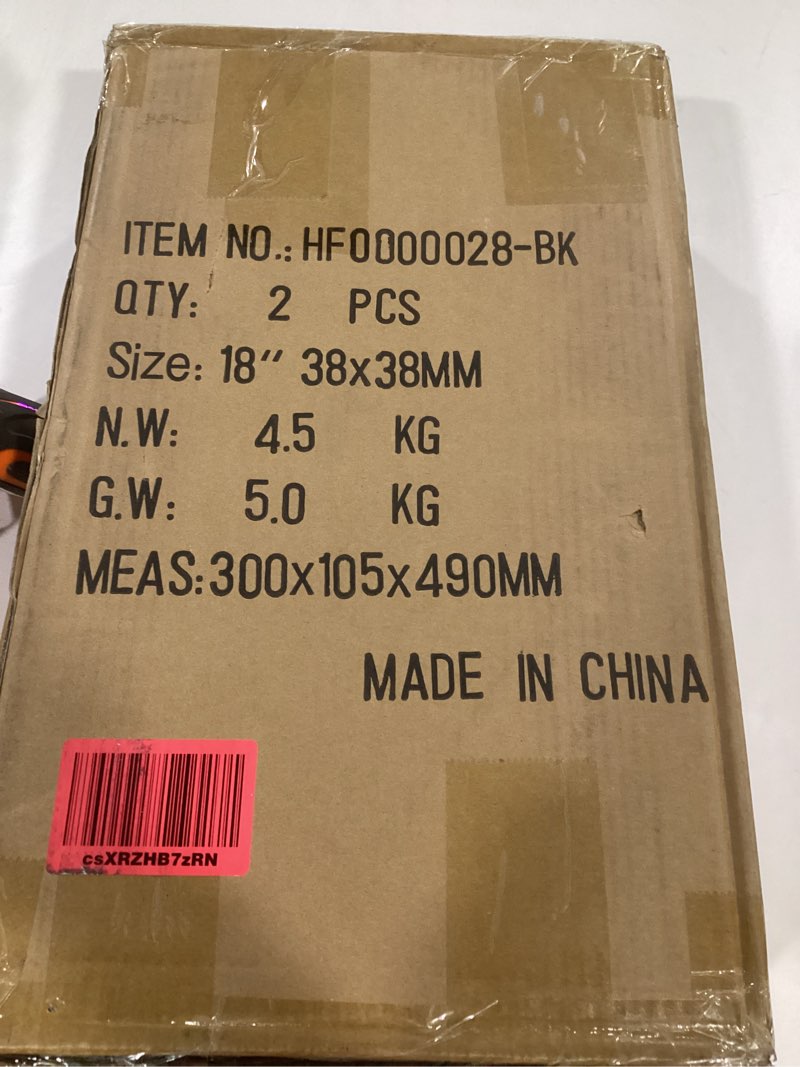 ITEM NO.: HF0000028-BK
QTY: 2 PCS
Size: 18″ 38x38MM
N.W: 4.5 KG
G.W: 5.0 KG
MEAS:300x105x490MM
MADE IN CHINA
csXRZHB7zRN